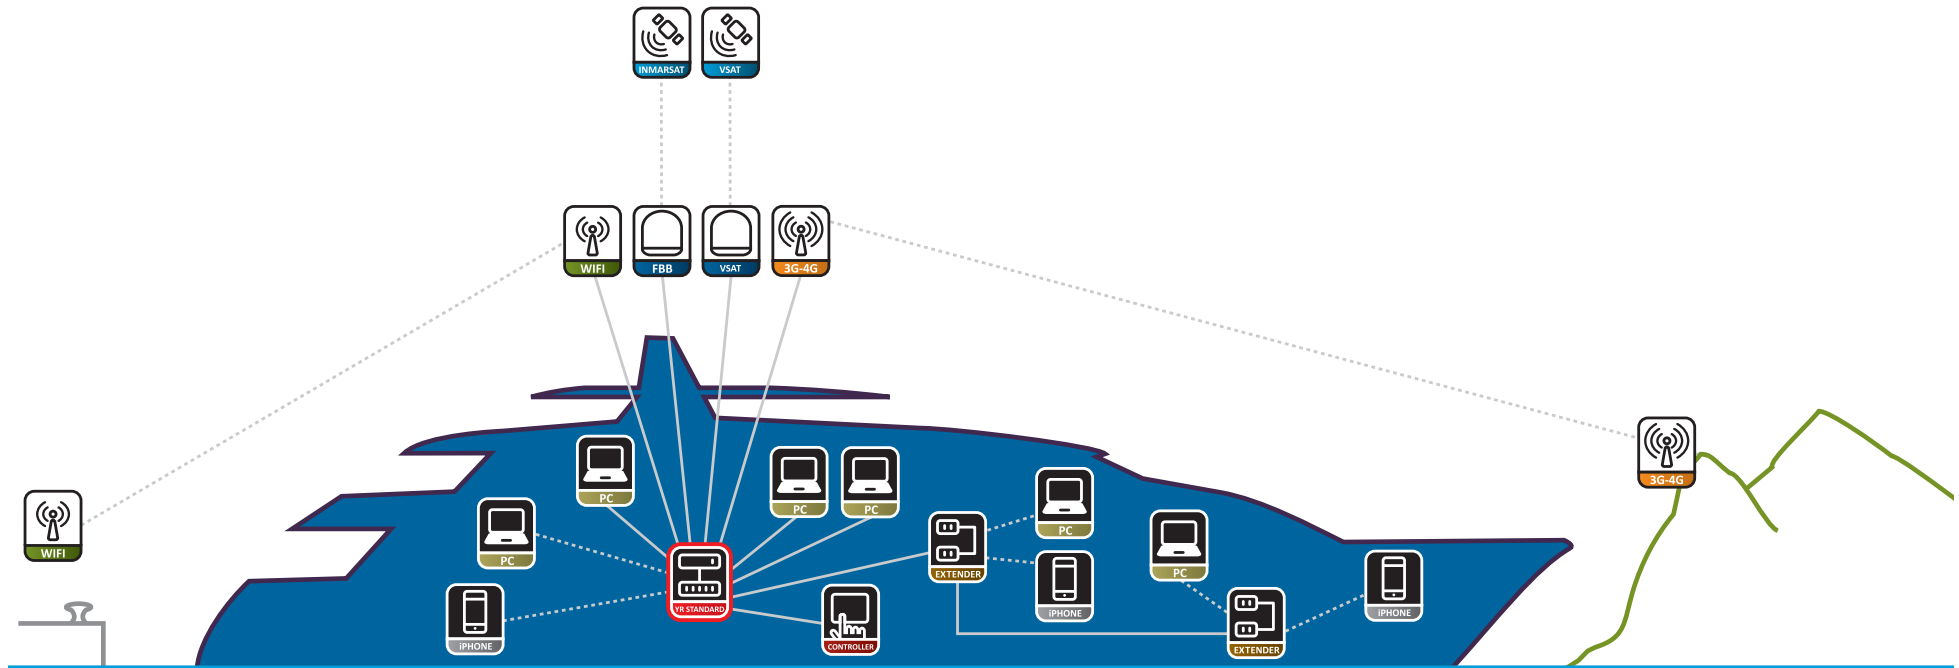 INMARSAT
VSAT
WIFI
FBB
VSAT
3G-4G
3G-4G
WIFI
PC
PC
PC
PC
PC
PC
EXTENDER
iPHONE
iPHONE
YR STANDARD
iPHONE
CONTROLLER
EXTENDER